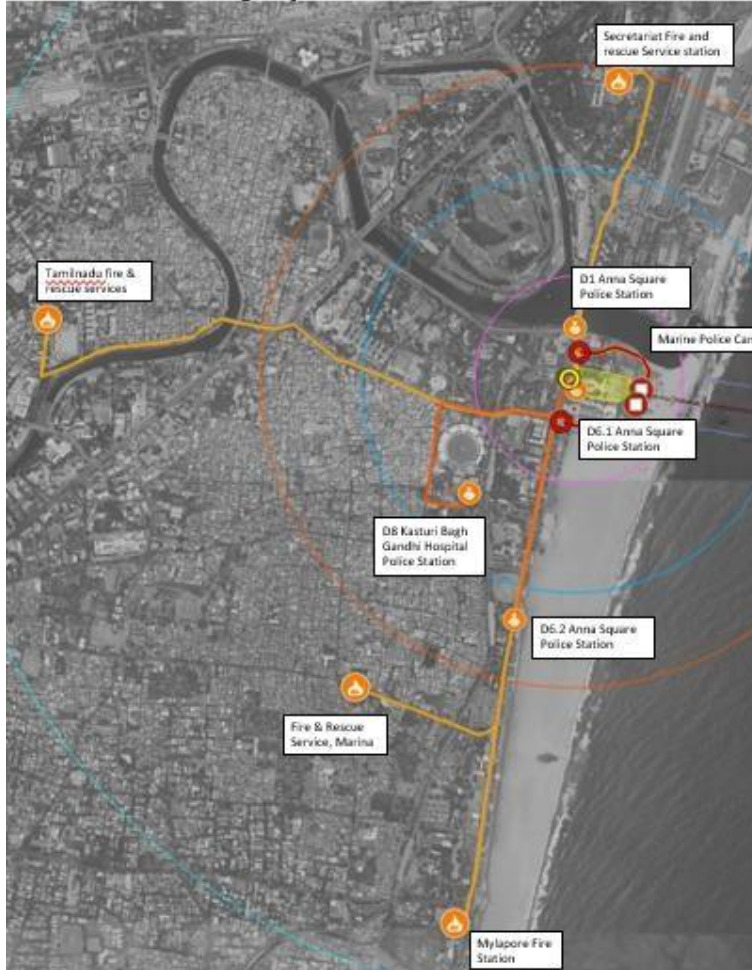 Secretariat Fire and
rescue Service station
Tamilnadu fire &
rescue services
D1 Anna Square
Police Station
Marine Police Can
D6.1 Anna Square
Police Station
D8 Kasturi Bagh
Gandhi Hospital
Police Station
D6.2 Anna Square
Police Station
Fire & Rescue
Service, Marina
Mylapore Fire
Station